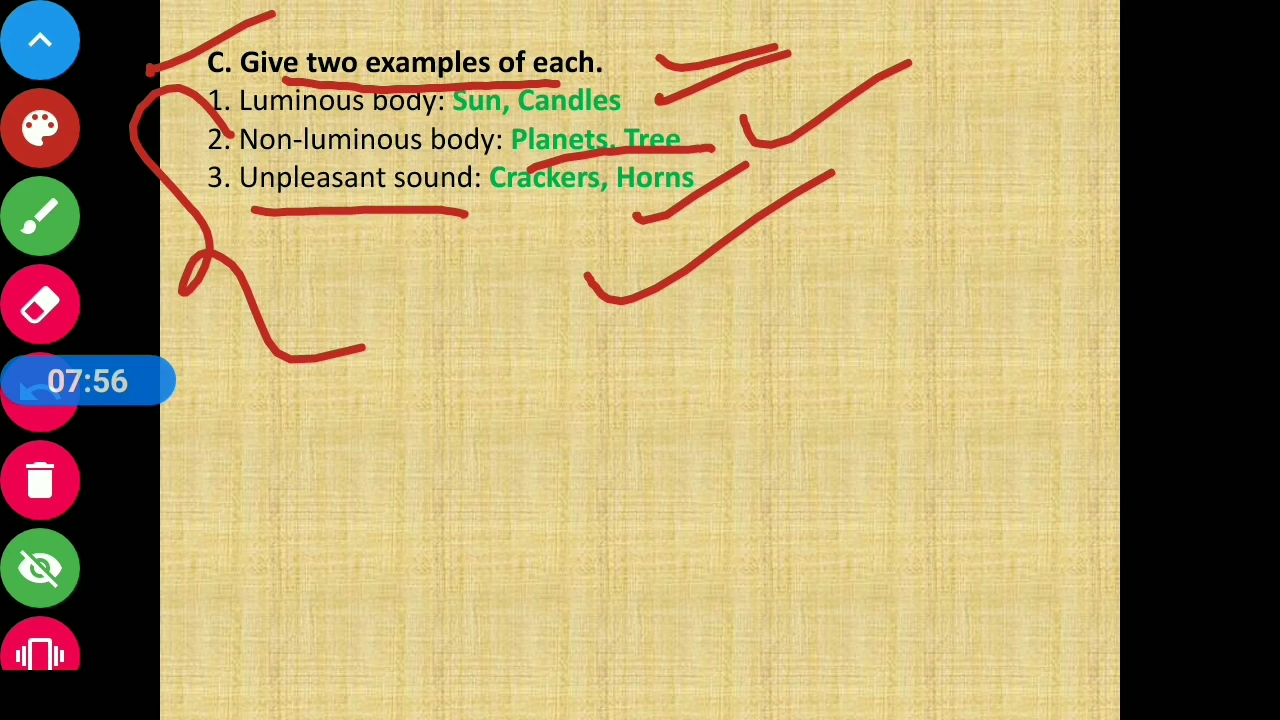 C. Give two examples of each.
1. Luminous body: Sun, Candles
2. Non-luminous body: Planets, Tree
3. Unpleasant sound: Crackers, Horns
07:56